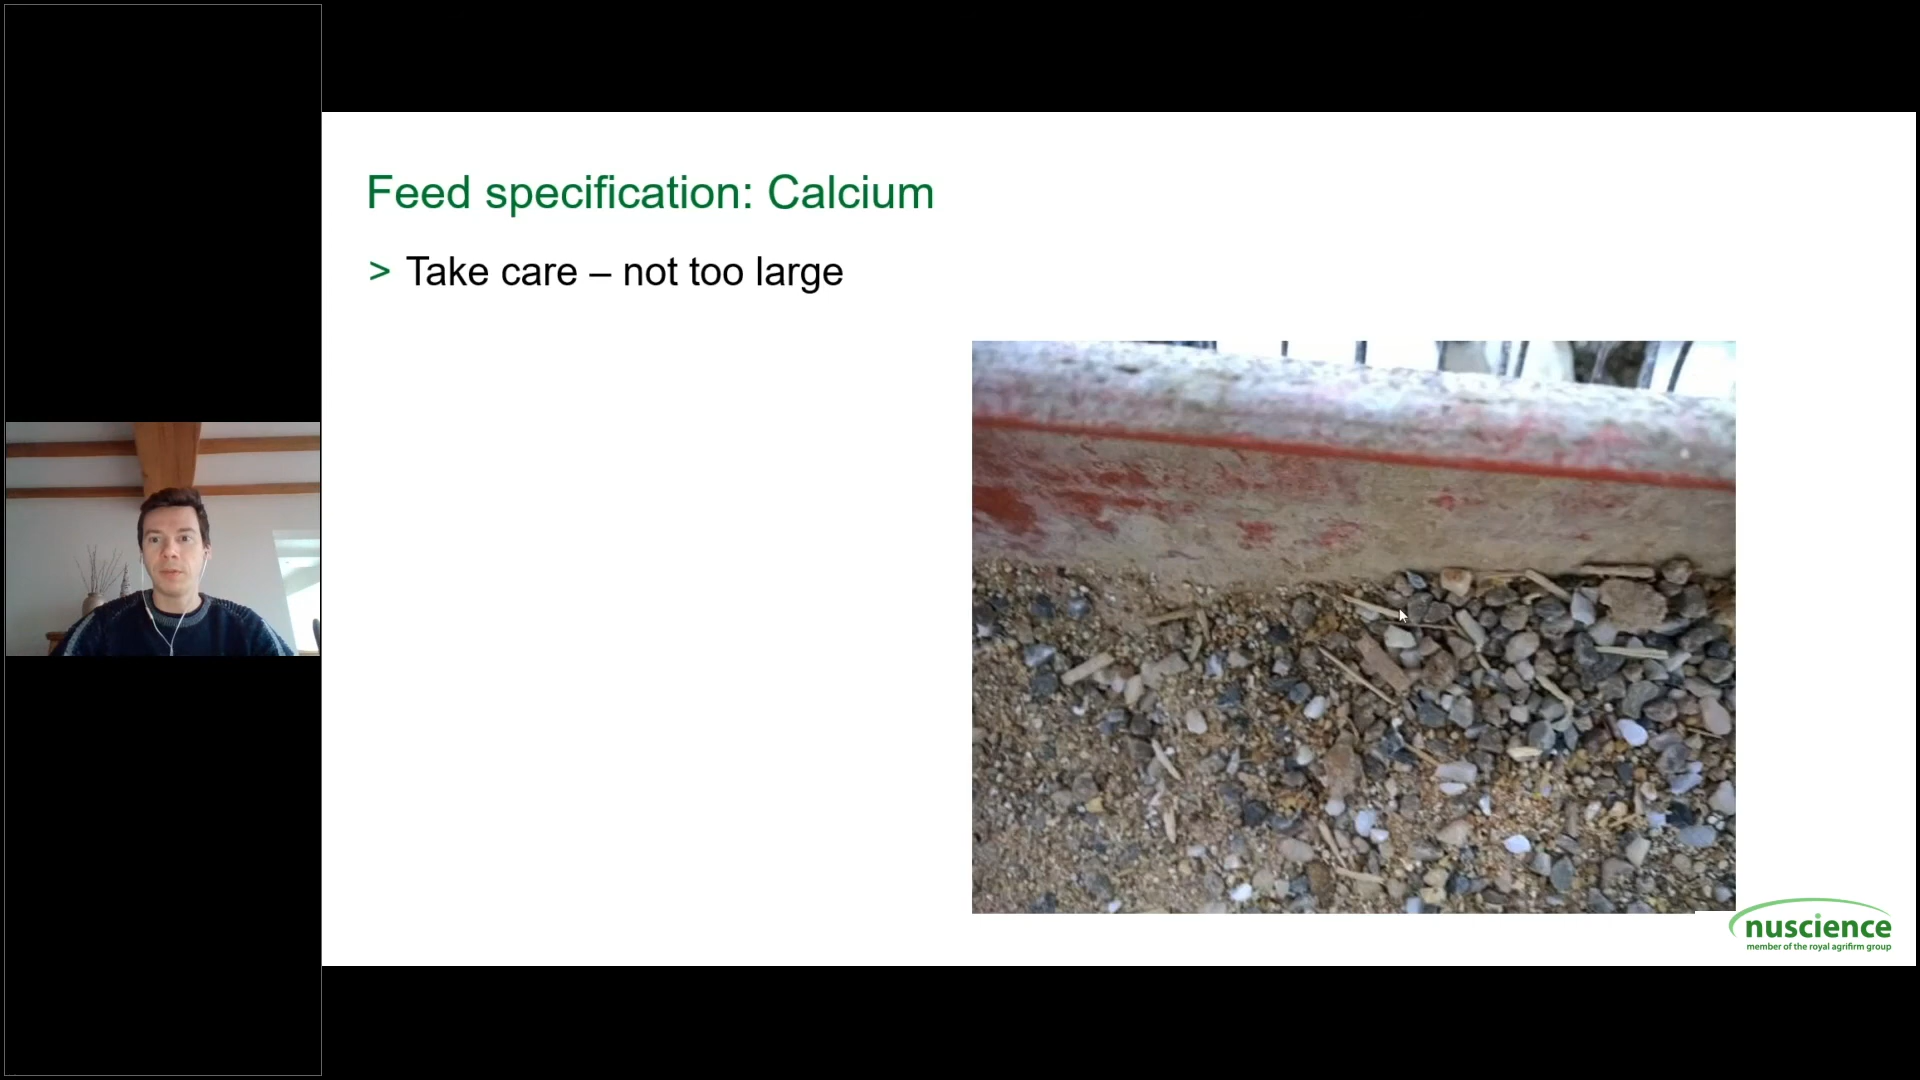 Feed specification: Calcium
> Take care – not too large
nuscience
member of the royal agrifirm group